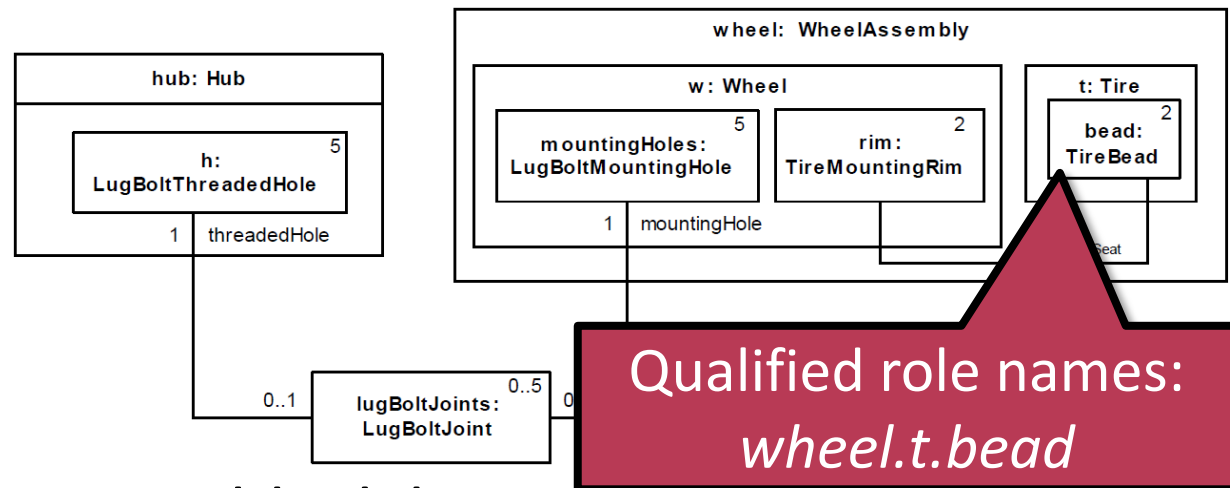 wheel: WheelAssembly
hub: Hub
w: Wheel
t: Tire
h:
LugBoltThreadedHole
5
mountingHoles:
LugBoltMountingHole
5
rim:
TireMountingRim
2
bead:
TireBead
2
1 threadedHole
1 mountingHole
Seat
0..1
lugBoltJoints:
LugBoltJoint
0..5
0
Qualified role names:
wheel.t.bead